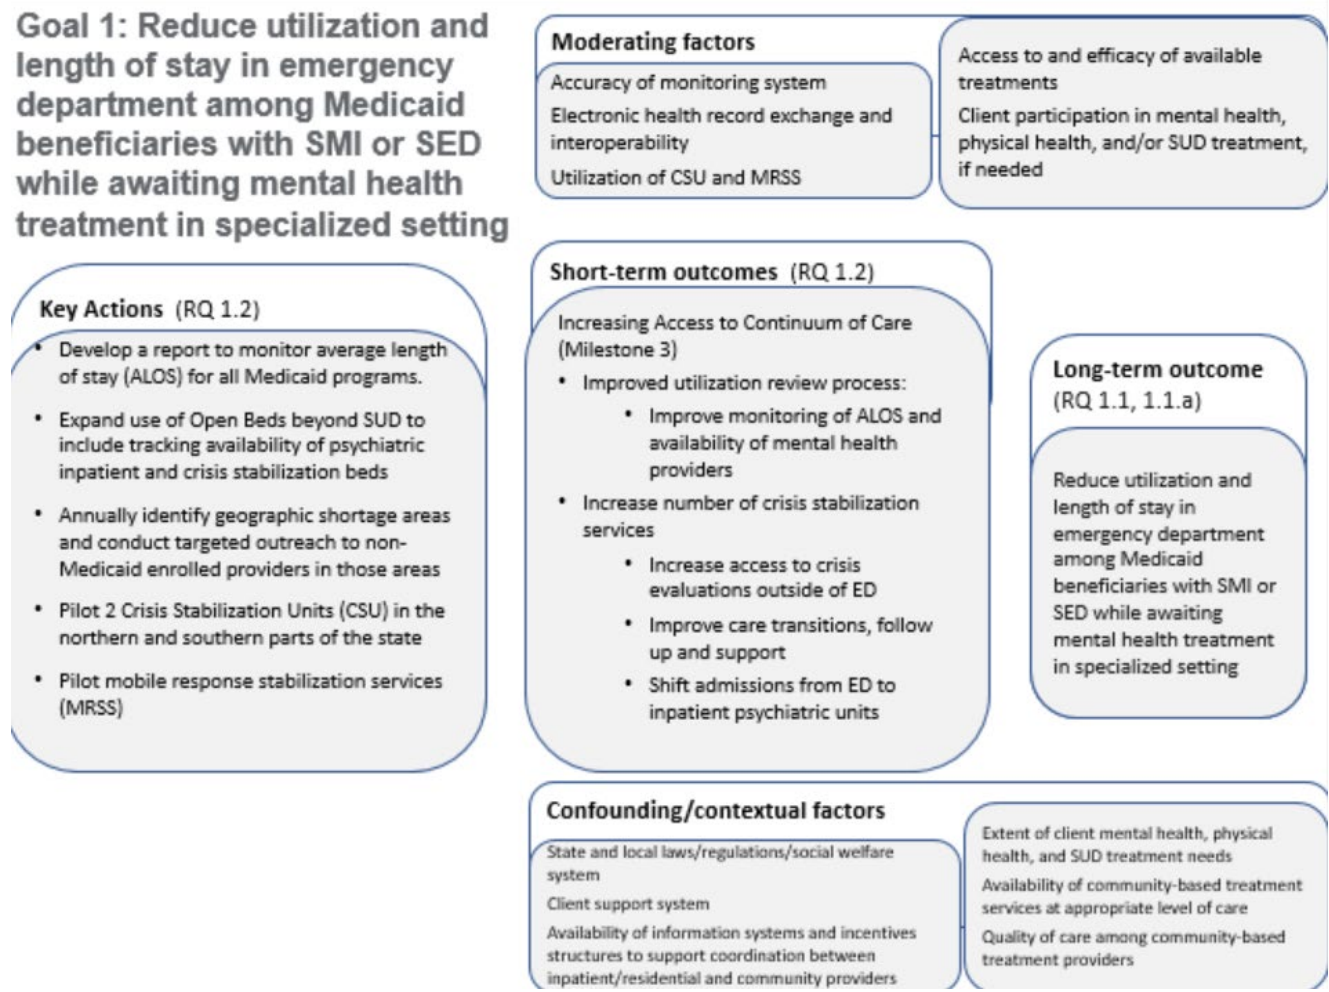 Goal 1: Reduce utilization and
length of stay in emergency
department among Medicaid
beneficiaries with SMI or SED
while awaiting mental health
treatment in specialized setting
Moderating factors
Accuracy of monitoring system
Electronic health record exchange and
interoperability
Utilization of CSU and MRSS
Access to and efficacy of available
treatments
Client participation in mental health,
physical health, and/or SUD treatment,
if needed
Key Actions (RQ 1.2)
• Develop a report to monitor average length
of stay (ALOS) for all Medicaid programs.
• Expand use of Open Beds beyond SUD to
include tracking availability of psychiatric
inpatient and crisis stabilization beds
• Annually identify geographic shortage areas
and conduct targeted outreach to non-
Medicaid enrolled providers in those areas
• Pilot 2 Crisis Stabilization Units (CSU) in the
northern and southern parts of the state
• Pilot mobile response stabilization services
(MRSS)
Short-term outcomes (RQ 1.2)
Increasing Access to Continuum of Care
(Milestone 3)
• Improved utilization review process:
• Improve monitoring of ALOS and
availability of mental health
providers
• Increase number of crisis stabilization
services
• Increase access to crisis
evaluations outside of ED
• Improve care transitions, follow
up and support
• Shift admissions from ED to
inpatient psychiatric units
Long-term outcome
(RQ 1.1, 1.1.a)
Reduce utilization and
length of stay in
emergency department
among Medicaid
beneficiaries with SMI or
SED while awaiting
mental health treatment
in specialized setting
Confounding/contextual factors
State and local laws/regulations/social welfare
system
Client support system
Availability of information systems and incentives
structures to support coordination between
inpatient/residential and community providers
Extent of client mental health, physical
health, and SUD treatment needs
Availability of community-based treatment
services at appropriate level of care
Quality of care among community-based
treatment providers